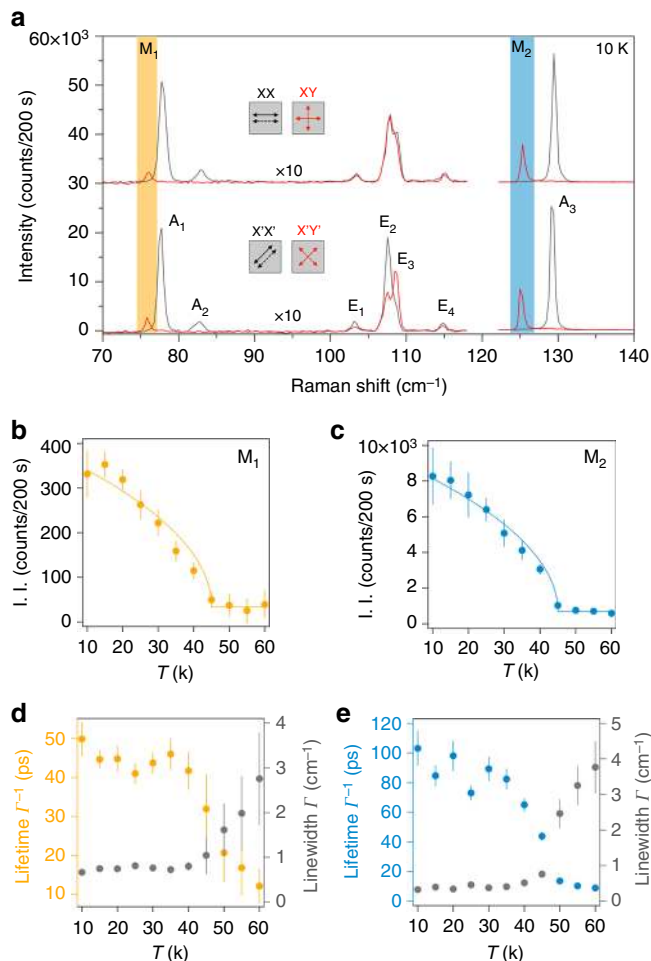 a
60×10³
M₁
M₂
10 K
XX
XY
×10
30
20
10
0
Intensity (counts/200 s)
X'X'
X'Y'
A₁
A₂
×10
E₁
E₂
E₃
E₄
A₃
70 80 90 100 110 120 130 140
Raman shift (cm⁻¹)
b
M₁
400
300
200
100
0
I. I. (counts/200 s)
10 20 30 40 50 60
T (k)
c
M₂
10×10³
8
6
4
2
0
I. I. (counts/200 s)
10 20 30 40 50 60
T (k)
d
50
40
30
20
10
Lifetime Γ⁻¹ (ps)
4
3
2
1
0
Linewidth Γ (cm⁻¹)
10 20 30 40 50 60
T (k)
e
120
100
80
60
40
20
0
Lifetime Γ⁻¹ (ps)
5
4
3
2
1
0
Linewidth Γ (cm⁻¹)
10 20 30 40 50 60
T (k)